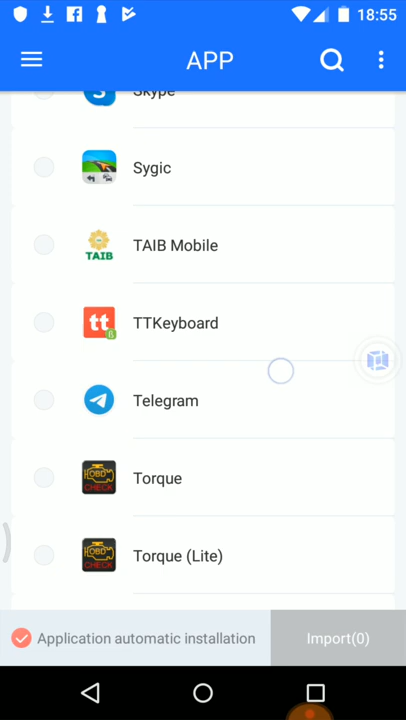 18:55
APP
Skype
Sygic
TAIB
TAIB Mobile
tt
TTKeyboard
Telegram
OBD
CHECK
Torque
OBD
CHECK
Torque (Lite)
Application automatic installation
Import(0)